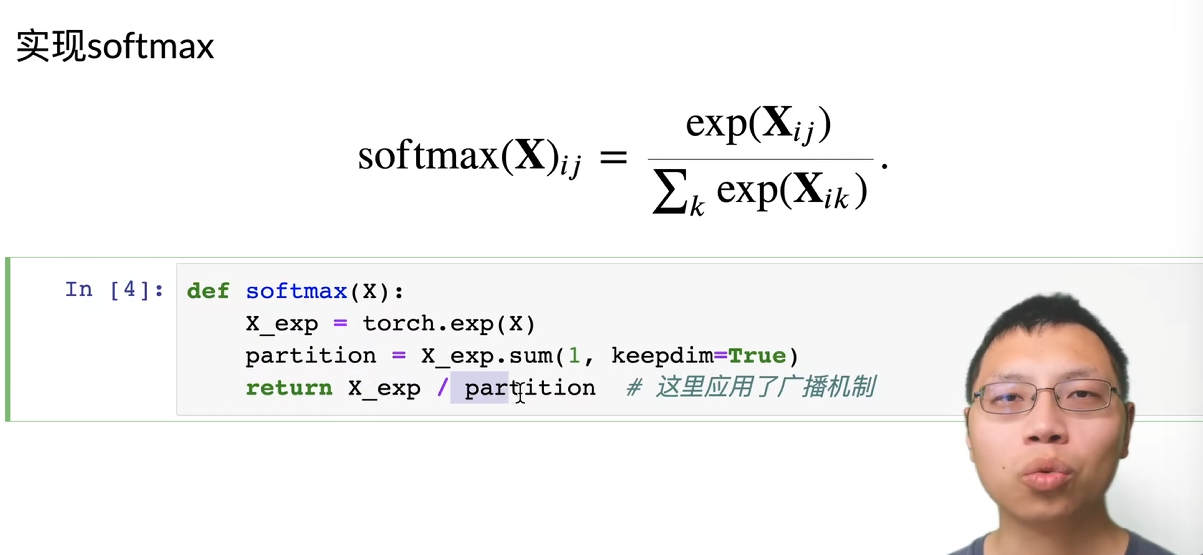 实现softmax
softmax(𝐗)ᵢⱼ = exp(𝐗ᵢⱼ) / ∑ₖ exp(𝐗ᵢₖ) .
In [4]: def softmax(X):
X_exp = torch.exp(X)
partition = X_exp.sum(1, keepdim=True)
return X_exp / partition  # 这里应用了广播机制